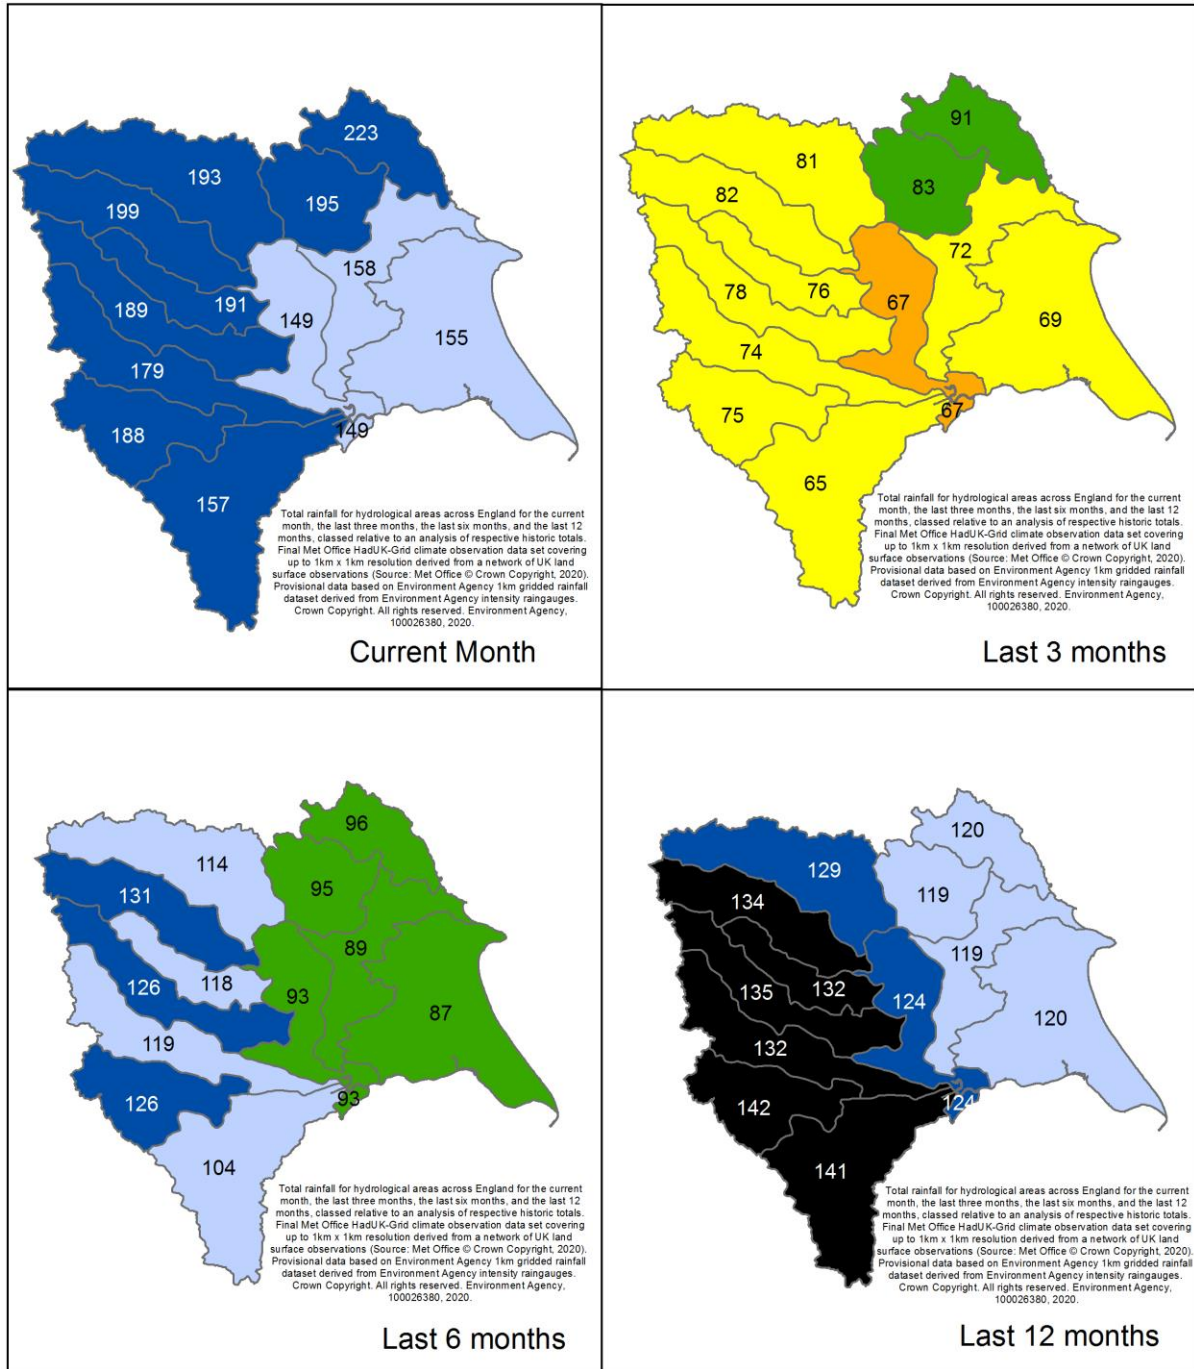 223
193
195
199
158
191
189
149
155
179
149
188
157
Total rainfall for hydrological areas across England for the current
month, the last three months, the last six months, and the last 12
months, classed relative to an analysis of respective historic totals.
Final Met Office HadUK-Grid climate observation data set covering
up to 1km x 1km resolution derived from a network of UK land
surface observations (Source: Met Office © Crown Copyright, 2020).
Provisional data based on Environment Agency 1km gridded rainfall
dataset derived from Environment Agency intensity raingauges.
Crown Copyright. All rights reserved. Environment Agency,
100026380, 2020.
Current Month
91
81
83
82
72
78
76
67
69
74
67
75
65
Total rainfall for hydrological areas across England for the current
month, the last three months, the last six months, and the last 12
months, classed relative to an analysis of respective historic totals.
Final Met Office HadUK-Grid climate observation data set covering
up to 1km x 1km resolution derived from a network of UK land
surface observations (Source: Met Office © Crown Copyright, 2020).
Provisional data based on Environment Agency 1km gridded rainfall
dataset derived from Environment Agency intensity raingauges.
Crown Copyright. All rights reserved. Environment Agency,
100026380, 2020.
Last 3 months
96
114
95
131
89
118
126
93
87
119
93
126
104
Total rainfall for hydrological areas across England for the current
month, the last three months, the last six months, and the last 12
months, classed relative to an analysis of respective historic totals.
Final Met Office HadUK-Grid climate observation data set covering
up to 1km x 1km resolution derived from a network of UK land
surface observations (Source: Met Office © Crown Copyright, 2020).
Provisional data based on Environment Agency 1km gridded rainfall
dataset derived from Environment Agency intensity raingauges.
Crown Copyright. All rights reserved. Environment Agency,
100026380, 2020.
Last 6 months
120
129
119
134
119
135
132
124
120
132
124
142
141
Total rainfall for hydrological areas across England for the current
month, the last three months, the last six months, and the last 12
months, classed relative to an analysis of respective historic totals.
Final Met Office HadUK-Grid climate observation data set covering
up to 1km x 1km resolution derived from a network of UK land
surface observations (Source: Met Office © Crown Copyright, 2020).
Provisional data based on Environment Agency 1km gridded rainfall
dataset derived from Environment Agency intensity raingauges.
Crown Copyright. All rights reserved. Environment Agency,
100026380, 2020.
Last 12 months